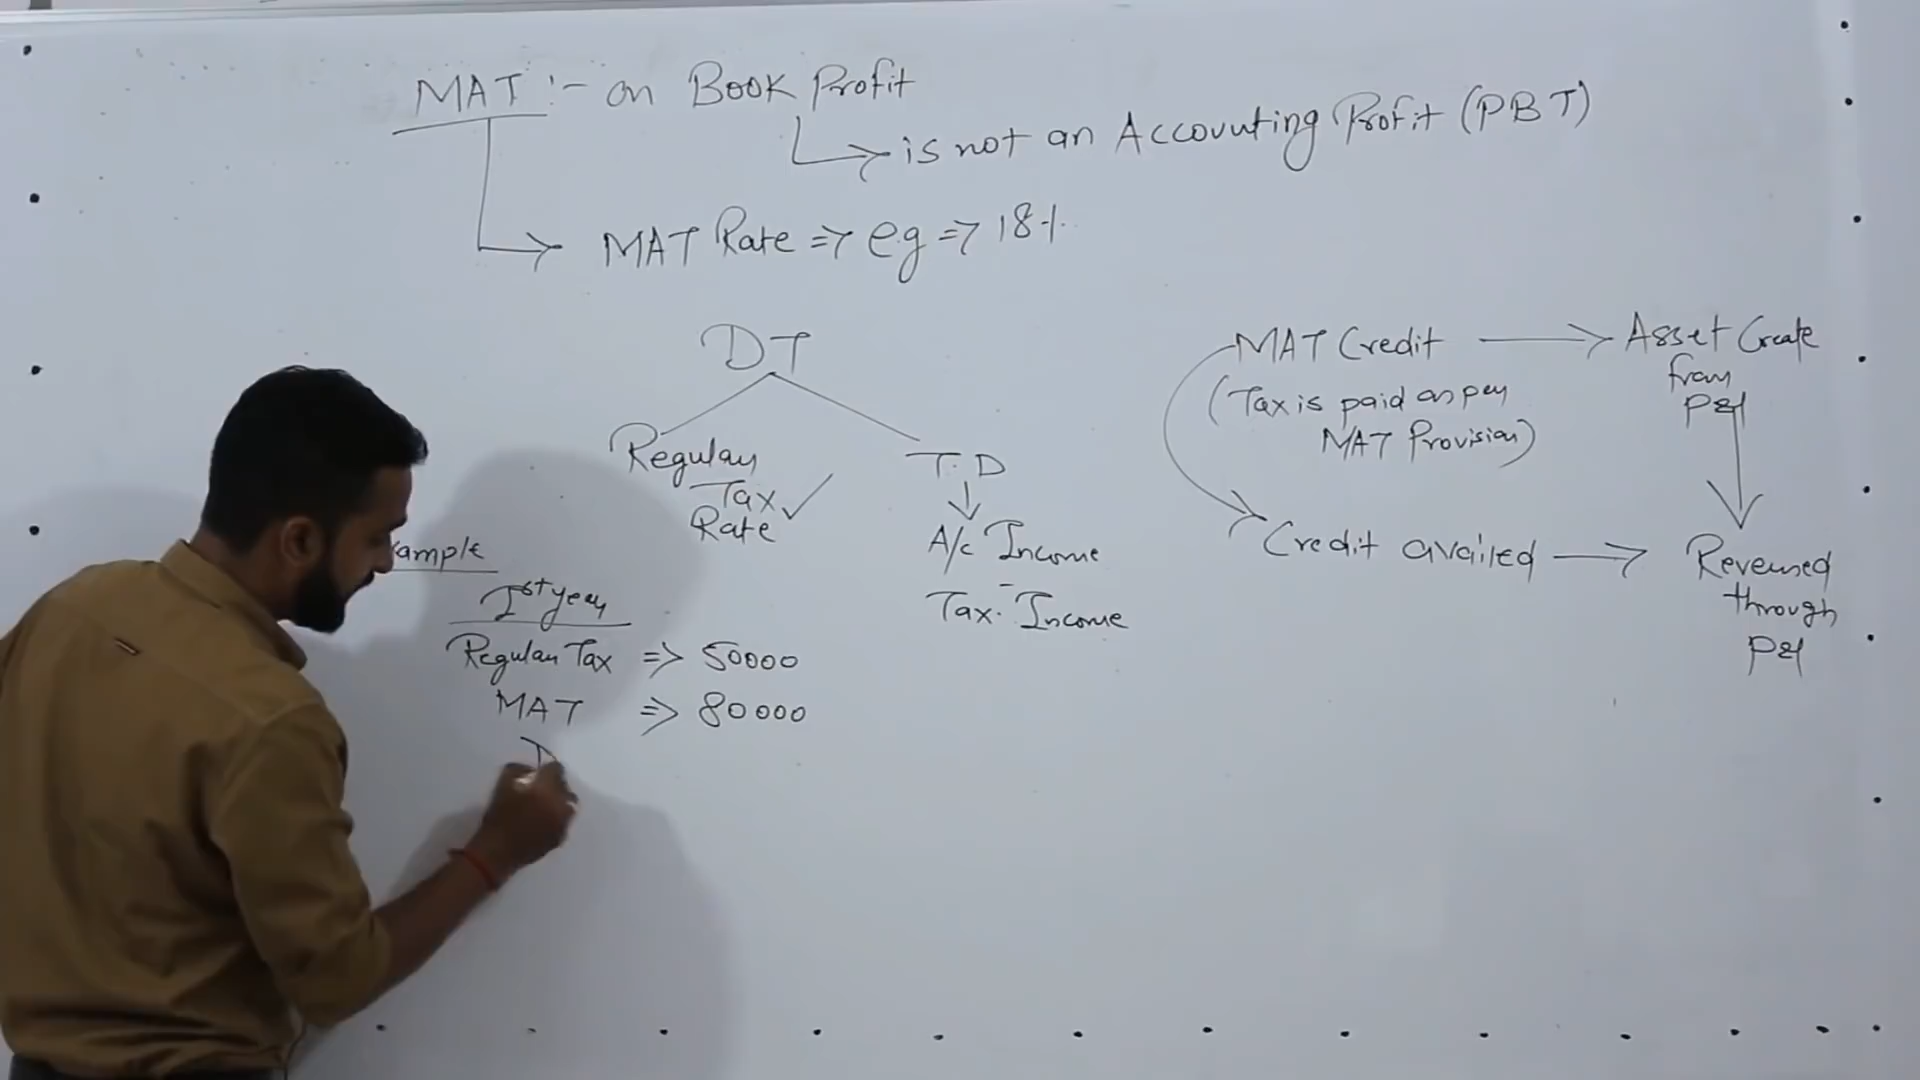 MAT :- on Book Profit
is not an Accounting Profit (PBT)
MAT Rate => e.g => 18%
DT
Regular
Tax
Rate
T.D
A/c Income
-
Tax. Income
MAT Credit
(Tax is paid as per
MAT Provision)
Asset Create
from
P&L
Credit availed
Reversed
through
P&L
ample
Ist year
Regular Tax => 50000
MAT => 80000